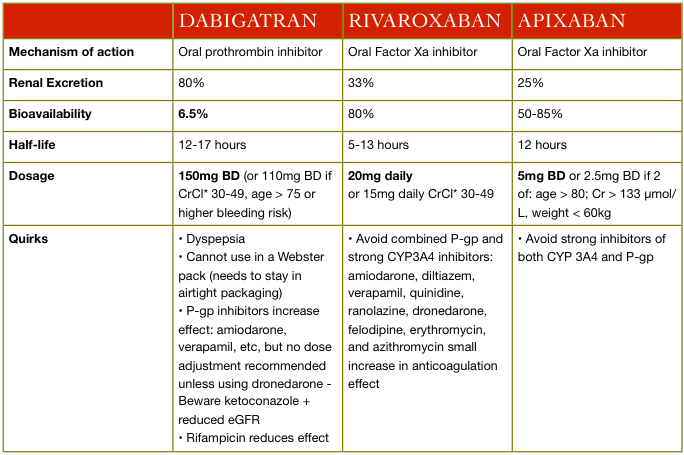 DABIGATRAN RIVAROXABAN APIXABAN
Mechanism of action Oral prothrombin inhibitor Oral Factor Xa inhibitor Oral Factor Xa inhibitor
Renal Excretion 80% 33% 25%
Bioavailability 6.5% 80% 50-85%
Half-life 12-17 hours 5-13 hours 12 hours
Dosage
150mg BD (or 110mg BD if
CrCl* 30-49, age > 75 or
higher bleeding risk)
20mg daily
or 15mg daily CrCl* 30-49
5mg BD or 2.5mg BD if 2
of: age > 80; Cr > 133 µmol/
L, weight < 60kg
Quirks
• Dyspepsia
• Cannot use in a Webster
pack (needs to stay in
airtight packaging)
• P-gp inhibitors increase
effect: amiodarone,
verapamil, etc, but no dose
adjustment recommended
unless using dronedarone -
Beware ketoconazole +
reduced eGFR
• Rifampicin reduces effect
• Avoid combined P-gp and
strong CYP3A4 inhibitors:
amiodarone, diltiazem,
verapamil, quinidine,
ranolazine, dronedarone,
felodipine, erythromycin,
and azithromycin small
increase in anticoagulation
effect
• Avoid strong inhibitors of
both CYP 3A4 and P-gp